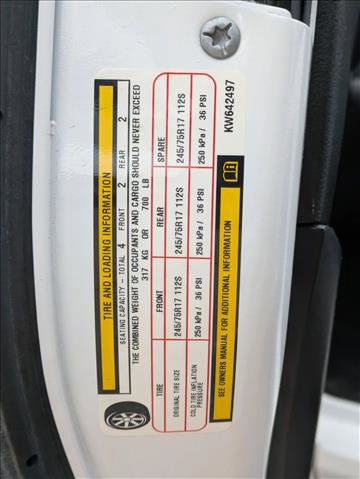 TIRE AND LOADING INFORMATION
SEATING CAPACITY - TOTAL 4 FRONT 2 REAR 2
THE COMBINED WEIGHT OF OCCUPANTS AND CARGO SHOULD NEVER EXCEED
317 KG OR 700 LB
TIRE FRONT REAR SPARE
ORIGINAL TIRE SIZE 245/75R17 112S 245/75R17 112S 245/75R17 112S
COLD TIRE INFLATION PRESSURE 250 kPa / 36 PSI 250 kPa / 36 PSI 250 kPa / 36 PSI
SEE OWNERS MANUAL FOR ADDITIONAL INFORMATION
KW642497